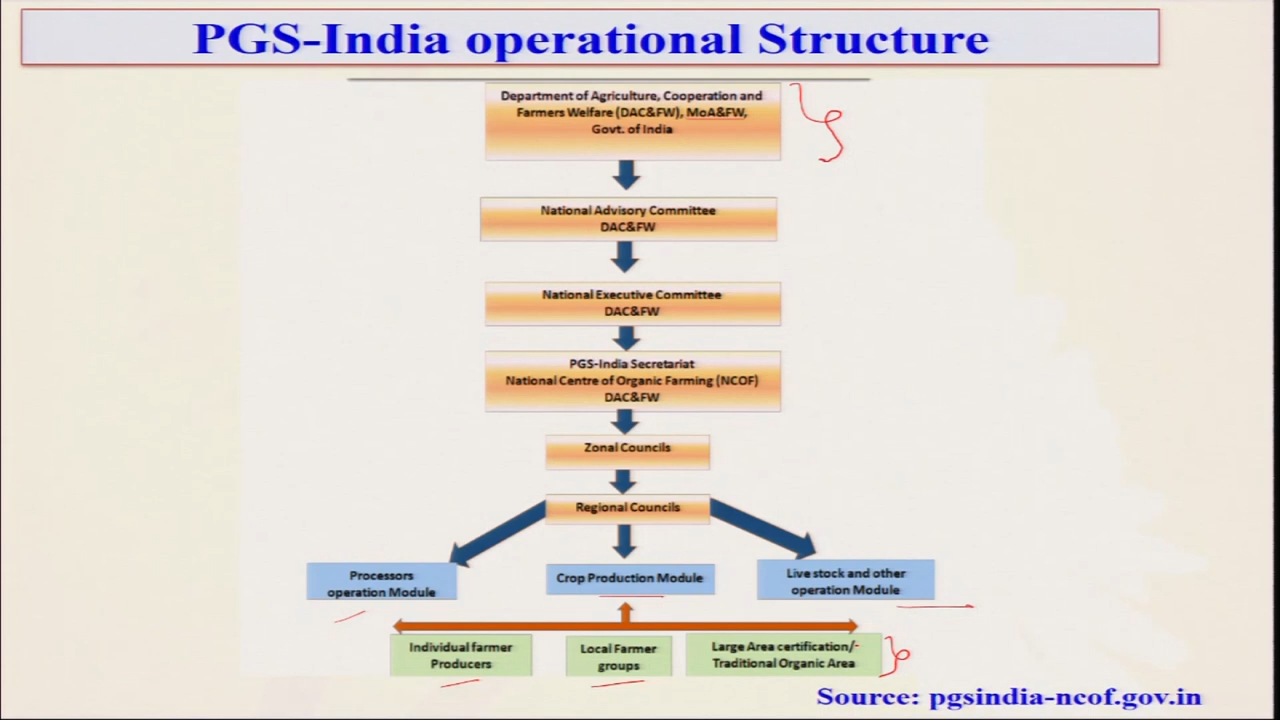 PGS-India operational Structure
Department of Agriculture, Cooperation and
Farmers Welfare (DAC&FW), MoA&FW,
Govt. of India
National Advisory Committee
DAC&FW
National Executive Committee
DAC&FW
PGS-India Secretariat
National Centre of Organic Farming (NCOF)
DAC&FW
Zonal Councils
Regional Councils
Processors
operation Module
Crop Production Module
Live stock and other
operation Module
Individual farmer
Producers
Local Farmer
groups
Large Area certification/
Traditional Organic Area
Source: pgsindia-ncof.gov.in